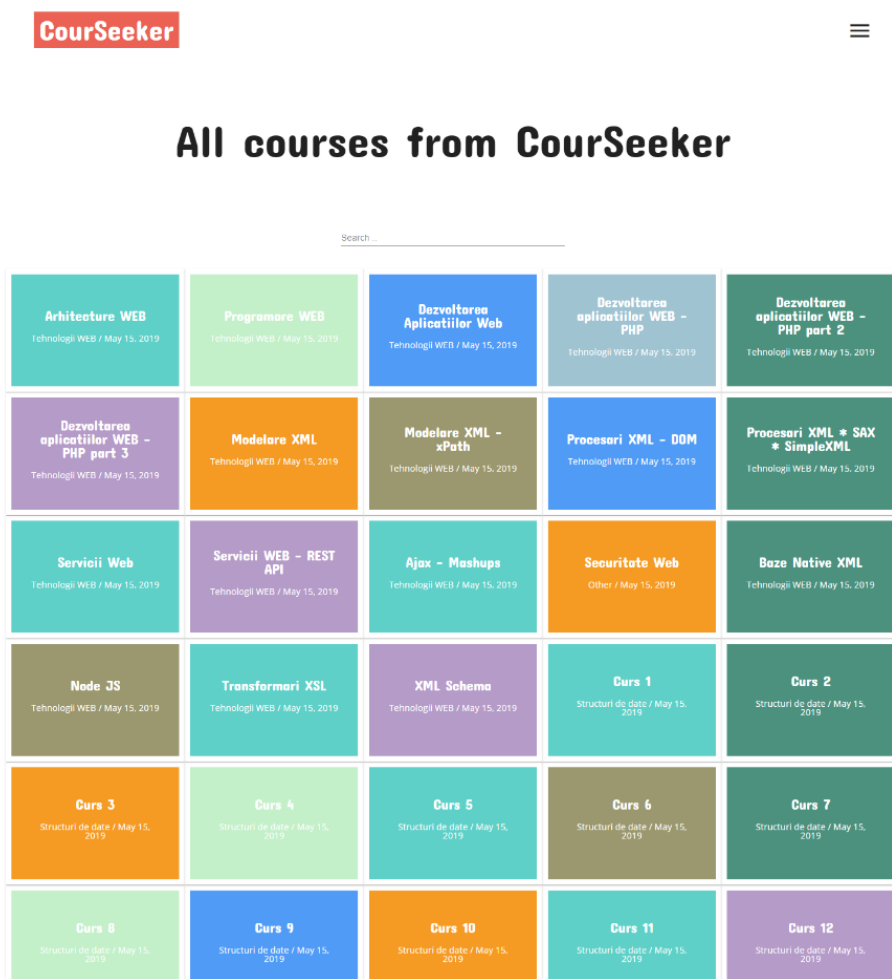 CourSeeker
All courses from CourSeeker
Search ...
Arhitecture WEB
Tehnologii WEB / May 15, 2019
Programare WEB
Tehnologii WEB / May 15, 2019
Dezvoltarea
Aplicatiilor Web
Tehnologii WEB / May 15, 2019
Dezvoltarea
aplicatiilor WEB -
PHP
Tehnologii WEB / May 15, 2019
Dezvoltarea
aplicatiilor WEB -
PHP part 2
Tehnologii WEB / May 15, 2019
Dezvoltarea
aplicatiilor WEB -
PHP part 3
Tehnologii WEB / May 15, 2019
Modelare XML
Tehnologii WEB / May 15, 2019
Modelare XML -
xPath
Tehnologii WEB / May 15, 2019
Procesari XML - DOM
Tehnologii WEB / May 15, 2019
Procesari XML * SAX
* SimpleXML
Tehnologii WEB / May 15, 2019
Servicii Web
Tehnologii WEB / May 15, 2019
Servicii WEB - REST
API
Tehnologii WEB / May 15, 2019
Ajax - Mashups
Tehnologii WEB / May 15, 2019
Securitate Web
Other / May 15, 2019
Baze Native XML
Tehnologii WEB / May 15, 2019
Node JS
Tehnologii WEB / May 15, 2019
Transformari XSL
Tehnologii WEB / May 15, 2019
XML Schema
Tehnologii WEB / May 15, 2019
Curs 1
Structuri de date / May 15,
2019
Curs 2
Structuri de date / May 15,
2019
Curs 3
Structuri de date / May 15,
2019
Curs 4
Structuri de date / May 15,
2019
Curs 5
Structuri de date / May 15,
2019
Curs 6
Structuri de date / May 15,
2019
Curs 7
Structuri de date / May 15,
2019
Curs 8
Structuri de date / May 15,
2019
Curs 9
Structuri de date / May 15,
2019
Curs 10
Structuri de date / May 15,
2019
Curs 11
Structuri de date / May 15,
2019
Curs 12
Structuri de date / May 15,
2019